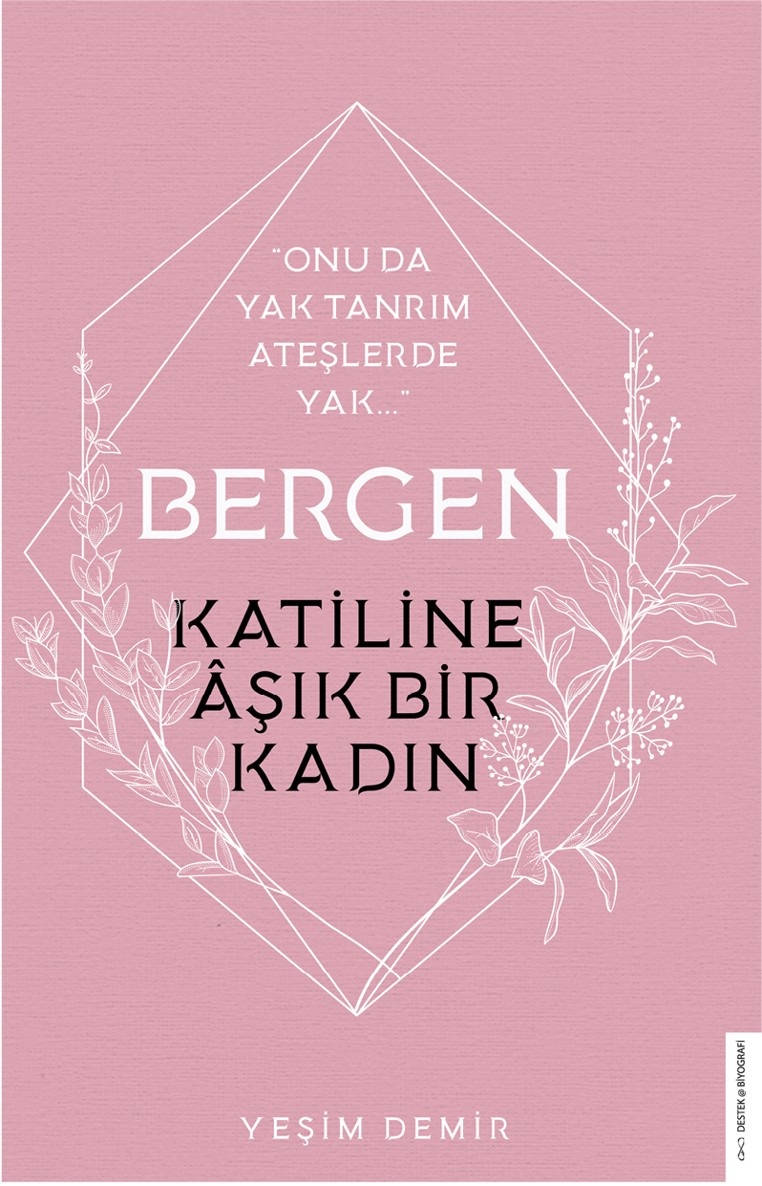 “ONU DA
YAK TANRIM
ATEŞLERDE
YAK...”
BERGEN
KATİLİNE
ÂŞIK BİR
KADIN
YEŞİM DEMİR
DESTEK @ BİYOGRAFİ